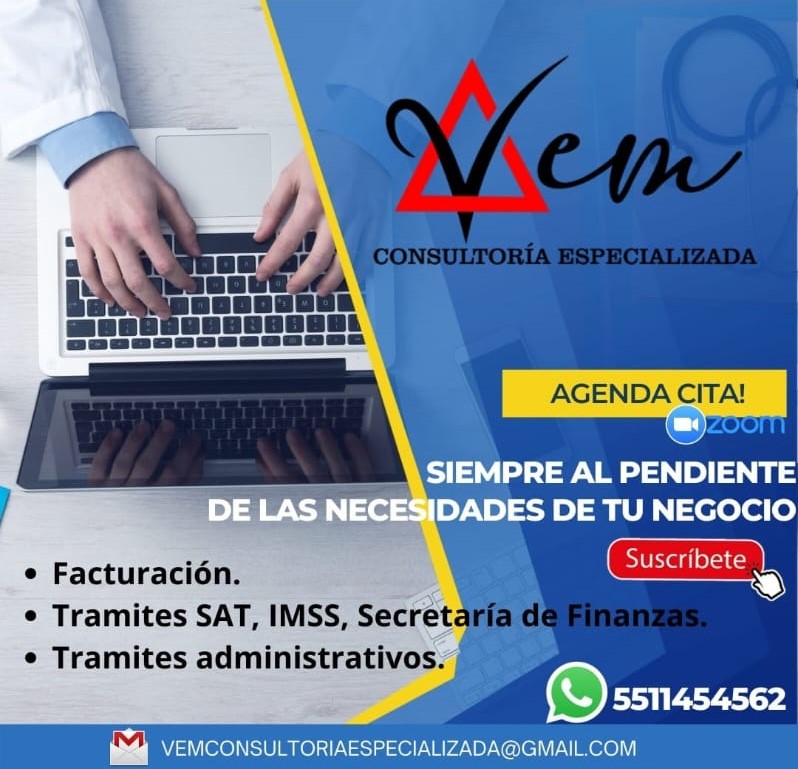 Vem
CONSULTORÍA ESPECIALIZADA
AGENDA CITA!
zoom
SIEMPRE AL PENDIENTE
DE LAS NECESIDADES DE TU NEGOCIO
Suscríbete
• Facturación.
• Tramites SAT, IMSS, Secretaría de Finanzas.
• Tramites administrativos.
5511454562
VEMCONSULTORIAESPECIALIZADA@GMAIL.COM